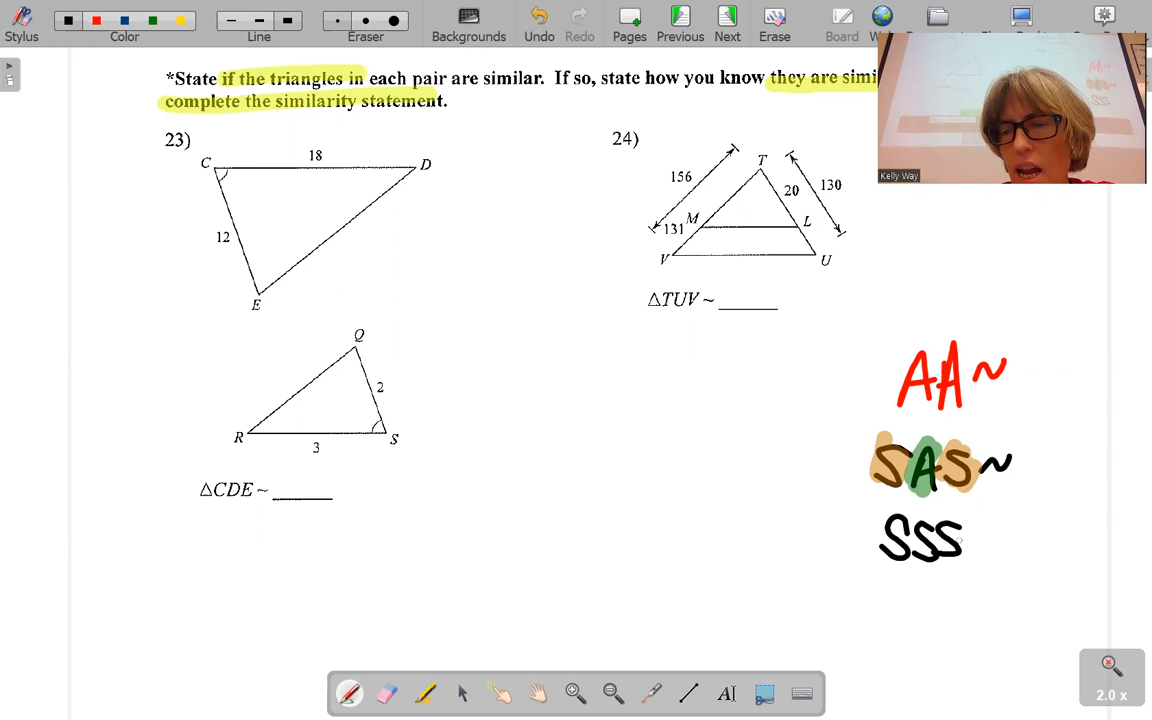 Stylus Color Line Eraser Backgrounds Undo Redo Pages Previous Next Erase Board
*State if the triangles in each pair are similar. If so, state how you know they are simi
complete the similarity statement.
Kelly Way
23)
C 18 D
12
E
Q
2
R 3 S
△CDE ~ ______
24)
T
156 20 130
M L
131
V U
△TUV ~ ______
AA~
SAS~
SSS
2.0 x